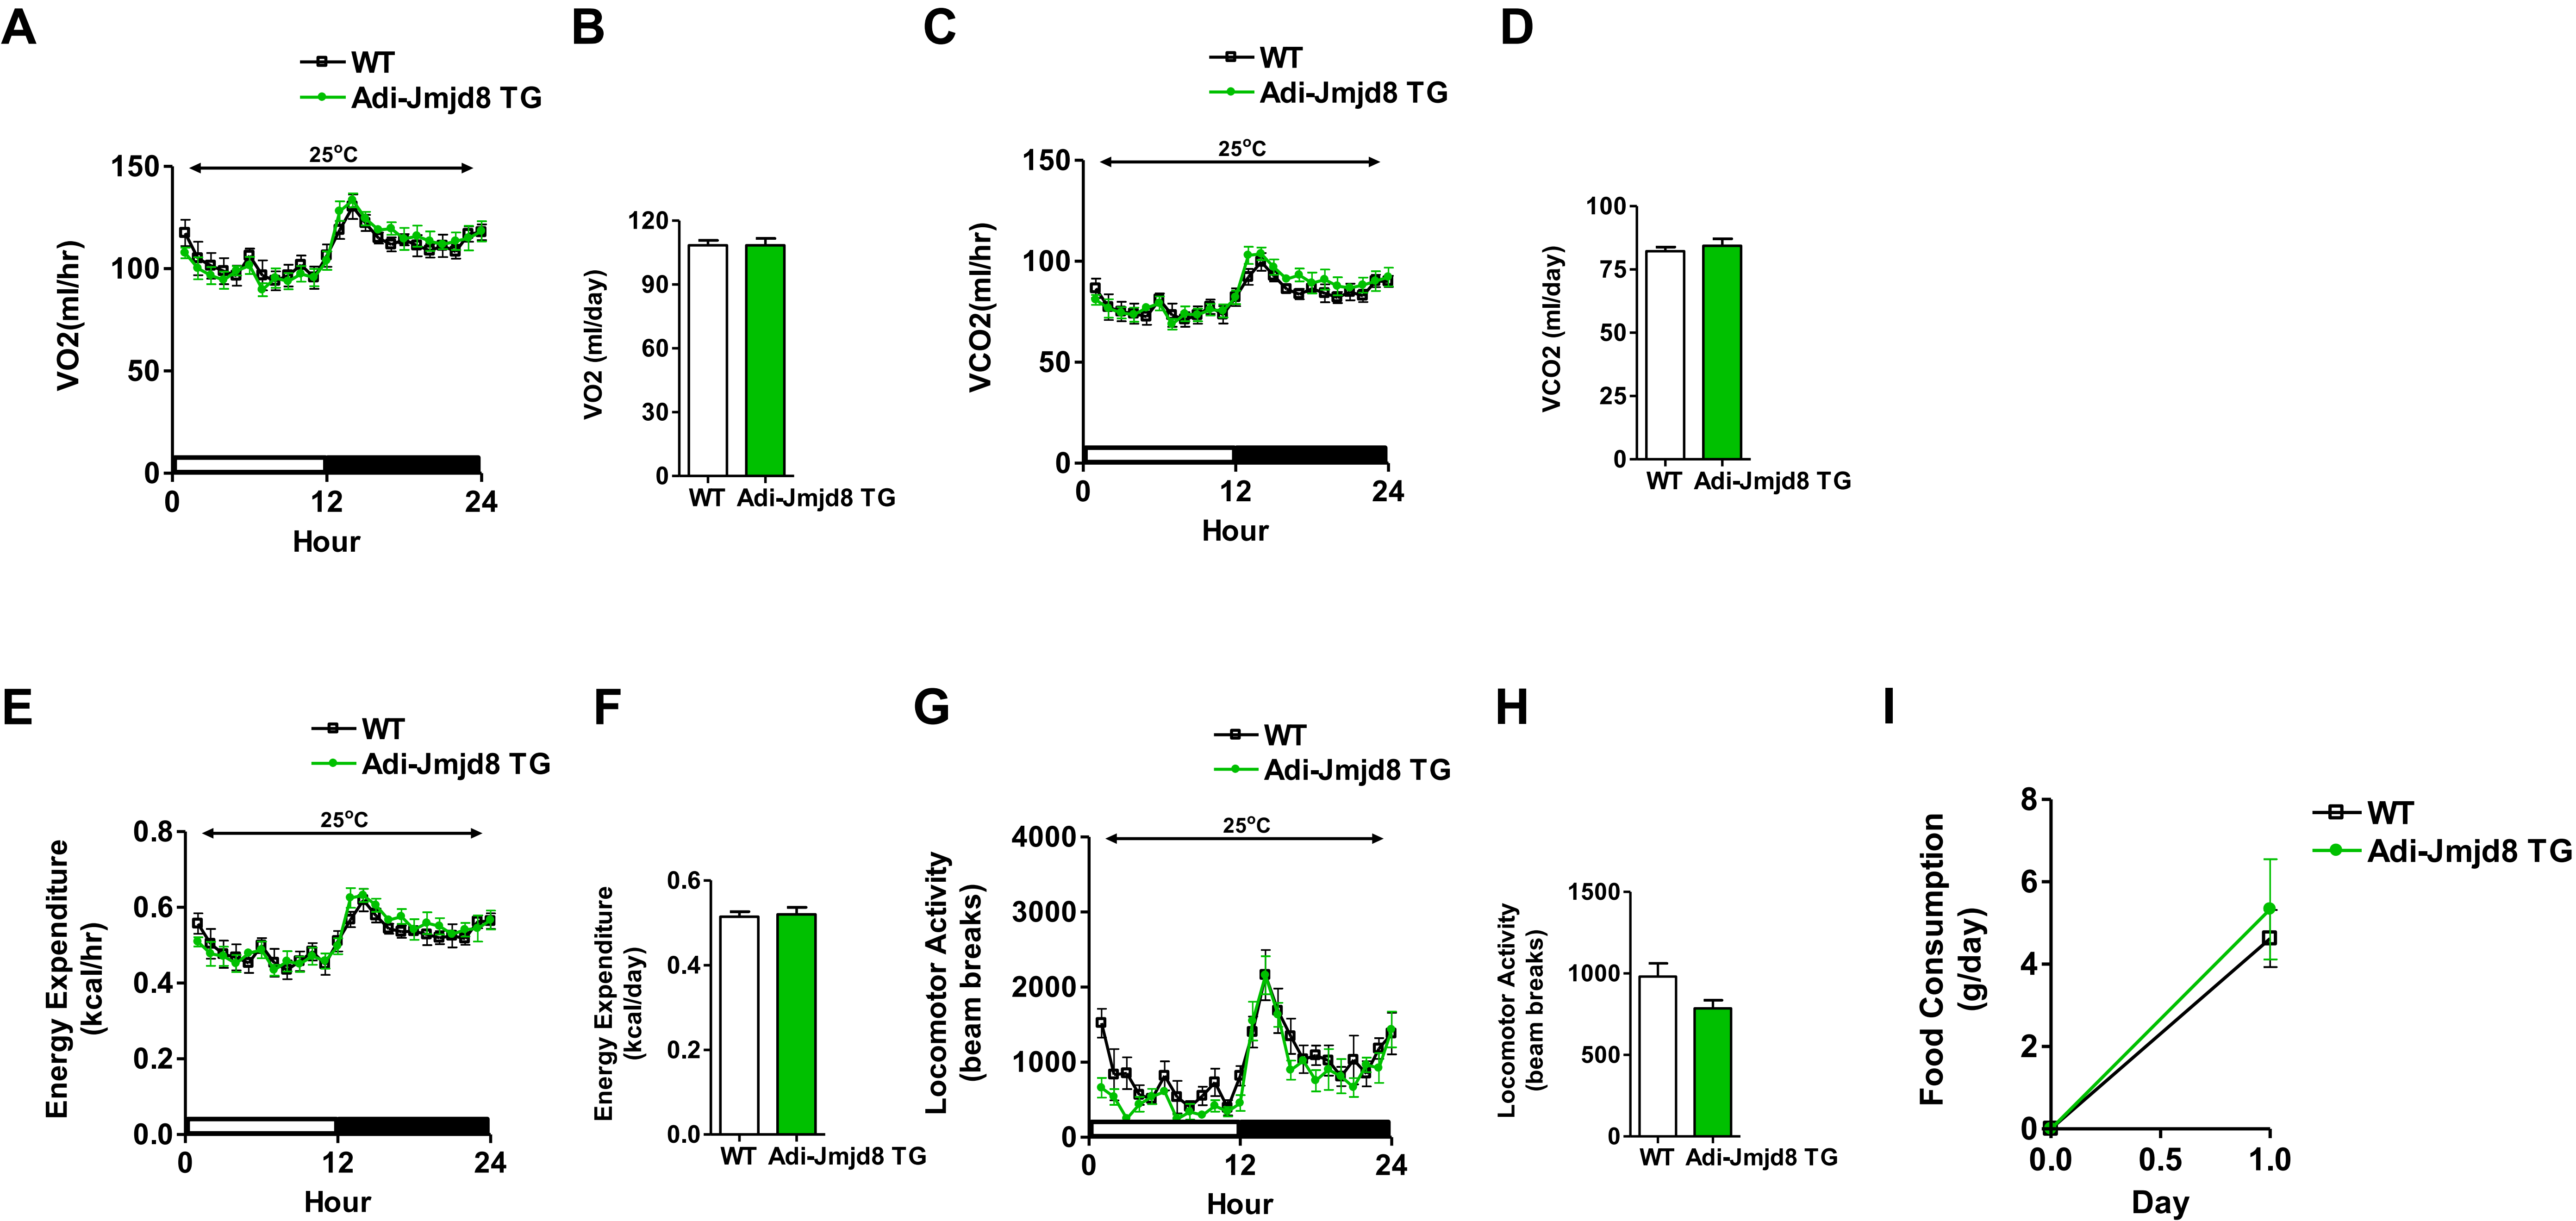 A
WT
Adi-Jmjd8 TG
25°C
VO2(ml/hr)
150
100
50
0
0 12 24
Hour
B
VO2 (ml/day)
120
90
60
30
0
WT Adi-Jmjd8 TG
C
WT
Adi-Jmjd8 TG
25°C
VCO2(ml/hr)
150
100
50
0
0 12 24
Hour
D
VCO2 (ml/day)
100
75
50
25
0
WT Adi-Jmjd8 TG
E
WT
Adi-Jmjd8 TG
25°C
Energy Expenditure
(kcal/hr)
0.8
0.6
0.4
0.2
0.0
0 12 24
Hour
F
Energy Expenditure
(kcal/day)
0.6
0.4
0.2
0.0
WT Adi-Jmjd8 TG
G
WT
Adi-Jmjd8 TG
25°C
Locomotor Activity
(beam breaks)
4000
3000
2000
1000
0
0 12 24
Hour
H
Locomotor Activity
(beam breaks)
1500
1000
500
0
WT Adi-Jmjd8 TG
I
WT
Adi-Jmjd8 TG
Food Consumption
(g/day)
8
6
4
2
0
0.0 0.5 1.0
Day